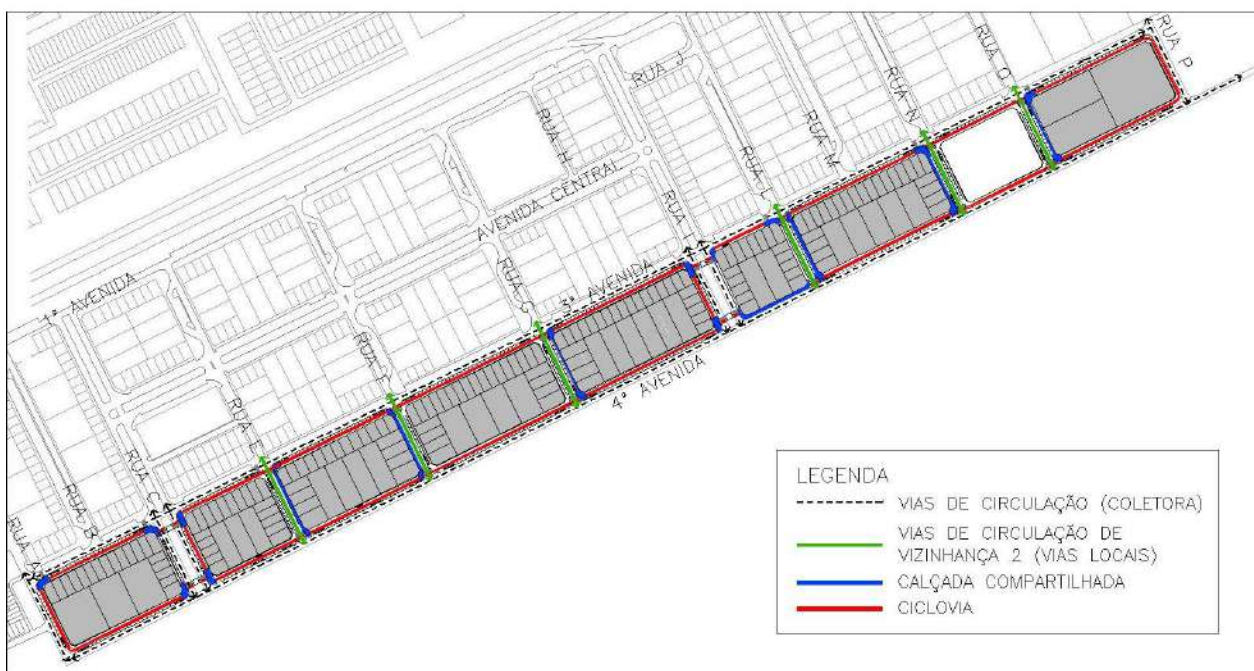 RUA P
RUA O
RUA J
RUA N
RUA H
RUA M
RUA L
AVENIDA CENTRAL
RUA I
RUA G
3ª AVENIDA
1ª AVENIDA
RUA
4ª AVENIDA
RUA E
RUA C
RUA B
RUA A
LEGENDA
VIAS DE CIRCULAÇÃO (COLETORA)
VIAS DE CIRCULAÇÃO DE
VIZINHANÇA 2 (VIAS LOCAIS)
CALÇADA COMPARTILHADA
CICLOVIA